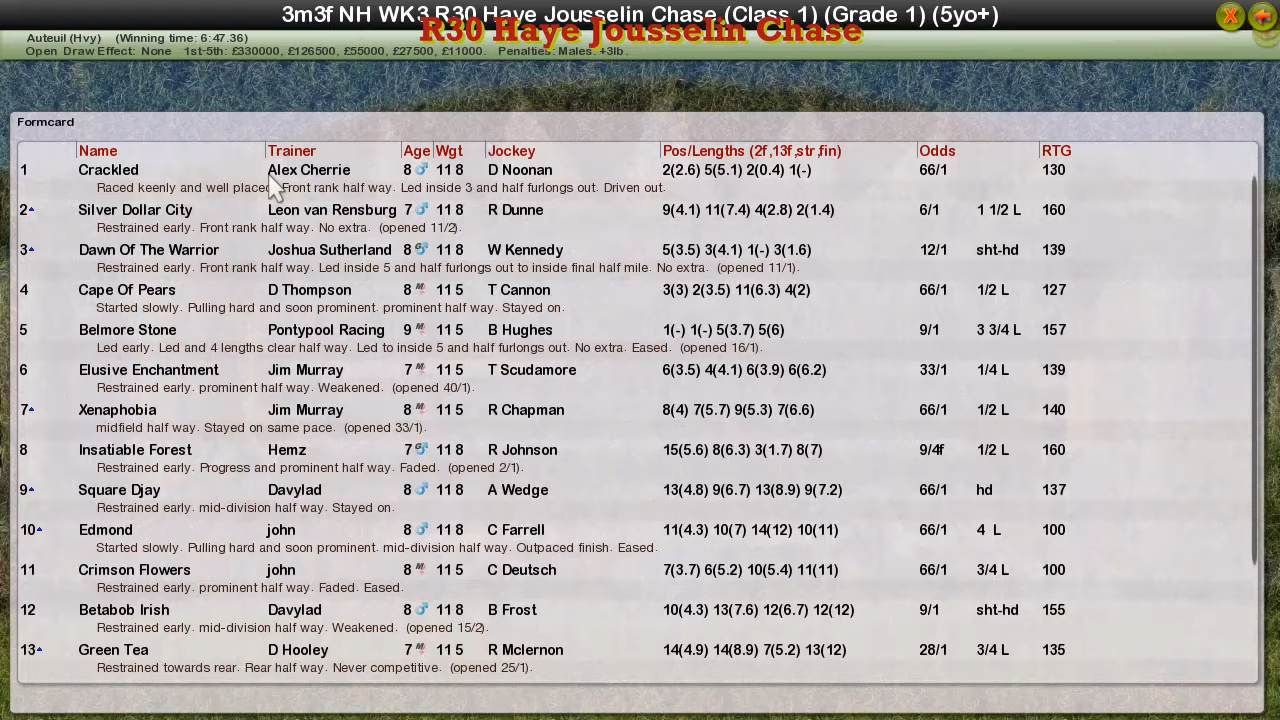 3m3f NH WK3 R30 Haye Jousselin Chase (Class 1) (Grade 1) (5yo+)
R30 Haye Jousselin Chase
Auteuil (Hvy) (Winning time: 6:47.36)
Open Draw Effect: None 1st-5th: £330000, £126500, £55000, £27500, £11000. Penalties: Males. +3lb..
Formcard
Name Trainer Age Wgt Jockey Pos/Lengths (2f,13f,str,fin) Odds RTG
1 Crackled Alex Cherrie 8 11 8 D Noonan 2(2.6) 5(5.1) 2(0.4) 1(-) 66/1 130
Raced keenly and well placed. Front rank half way. Led inside 3 and half furlongs out. Driven out.
2 Silver Dollar City Leon van Rensburg 7 11 8 R Dunne 9(4.1) 11(7.4) 4(2.8) 2(1.4) 6/1 1 1/2 L 160
Restrained early. Front rank half way. No extra. (opened 11/2).
3 Dawn Of The Warrior Joshua Sutherland 8 11 8 W Kennedy 5(3.5) 3(4.1) 1(-) 3(1.6) 12/1 sht-hd 139
Restrained early. Front rank half way. Led inside 5 and half furlongs out to inside final half mile. No extra. (opened 11/1).
4 Cape Of Pears D Thompson 8 11 5 T Cannon 3(3) 2(3.5) 11(6.3) 4(2) 66/1 1/2 L 127
Started slowly. Pulling hard and soon prominent. prominent half way. Stayed on.
5 Belmore Stone Pontypool Racing 9 11 5 B Hughes 1(-) 1(-) 5(3.7) 5(6) 9/1 3 3/4 L 157
Led early. Led and 4 lengths clear half way. Led to inside 5 and half furlongs out. No extra. Eased. (opened 16/1).
6 Elusive Enchantment Jim Murray 7 11 5 T Scudamore 6(3.5) 4(4.1) 6(3.9) 6(6.2) 33/1 1/4 L 139
Restrained early. prominent half way. Weakened. (opened 40/1).
7 Xenaphobia Jim Murray 8 11 5 R Chapman 8(4) 7(5.7) 9(5.3) 7(6.6) 66/1 1/2 L 140
midfield half way. Stayed on same pace. (opened 33/1).
8 Insatiable Forest Hemz 7 11 8 R Johnson 15(5.6) 8(6.3) 3(1.7) 8(7) 9/4f 1/2 L 160
Restrained early. Progress and prominent half way. Faded. (opened 2/1).
9 Square Djay Davylad 8 11 8 A Wedge 13(4.8) 9(6.7) 13(8.9) 9(7.2) 66/1 hd 137
Restrained early. mid-division half way. Stayed on.
10 Edmond john 8 11 8 C Farrell 11(4.3) 10(7) 14(12) 10(11) 66/1 4 L 100
Started slowly. Pulling hard and soon prominent. mid-division half way. Outpaced finish. Eased.
11 Crimson Flowers john 8 11 5 C Deutsch 7(3.7) 6(5.2) 10(5.4) 11(11) 66/1 3/4 L 100
Restrained early. prominent half way. Faded. Eased.
12 Betabob Irish Davylad 8 11 8 B Frost 10(4.3) 13(7.6) 12(6.7) 12(12) 9/1 sht-hd 155
Restrained early. mid-division half way. Weakened. (opened 15/2).
13 Green Tea D Hooley 7 11 5 R Mclernon 14(4.9) 14(8.9) 7(5.2) 13(12) 28/1 3/4 L 135
Restrained towards rear. Rear half way. Never competitive. (opened 25/1).